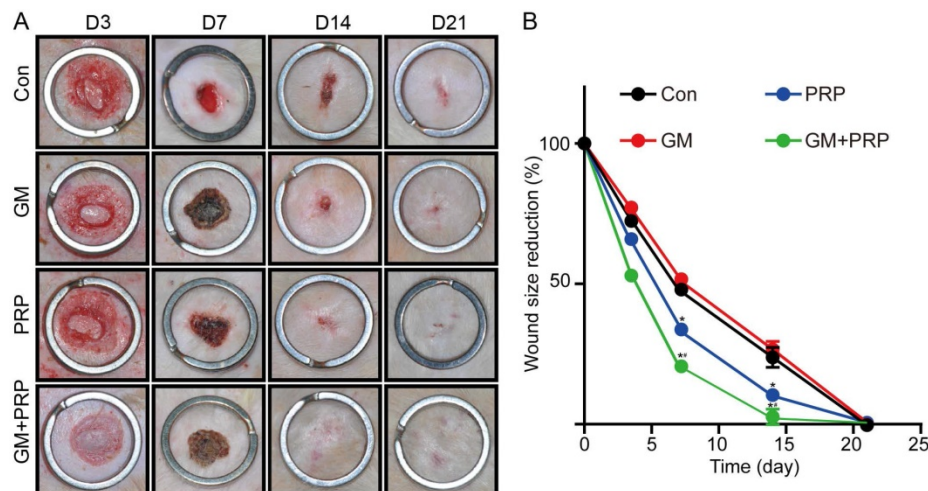 A
D3 D7 D14 D21
Con
GM
PRP
GM+PRP
B
Con PRP
GM GM+PRP
Wound size reduction (%)
100
50
*
*#
*
*#
0 5 10 15 20 25
Time (day)